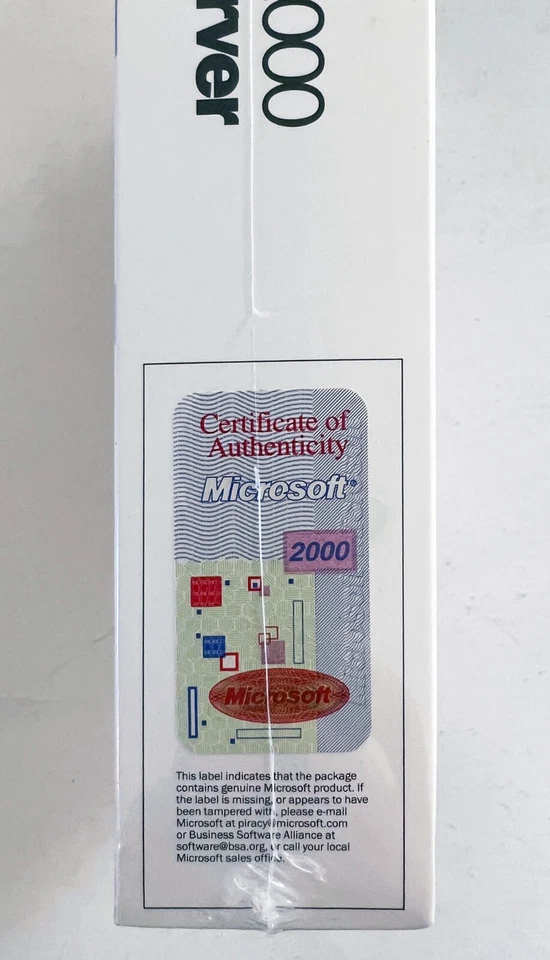 000
rver
Certificate of
Authenticity
Microsoft®
2000
Microsoft
This label indicates that the package
contains genuine Microsoft product. If
the label is missing, or appears to have
been tampered with, please e-mail
Microsoft at piracy@microsoft.com
or Business Software Alliance at
software@bsa.org, or call your local
Microsoft sales office.